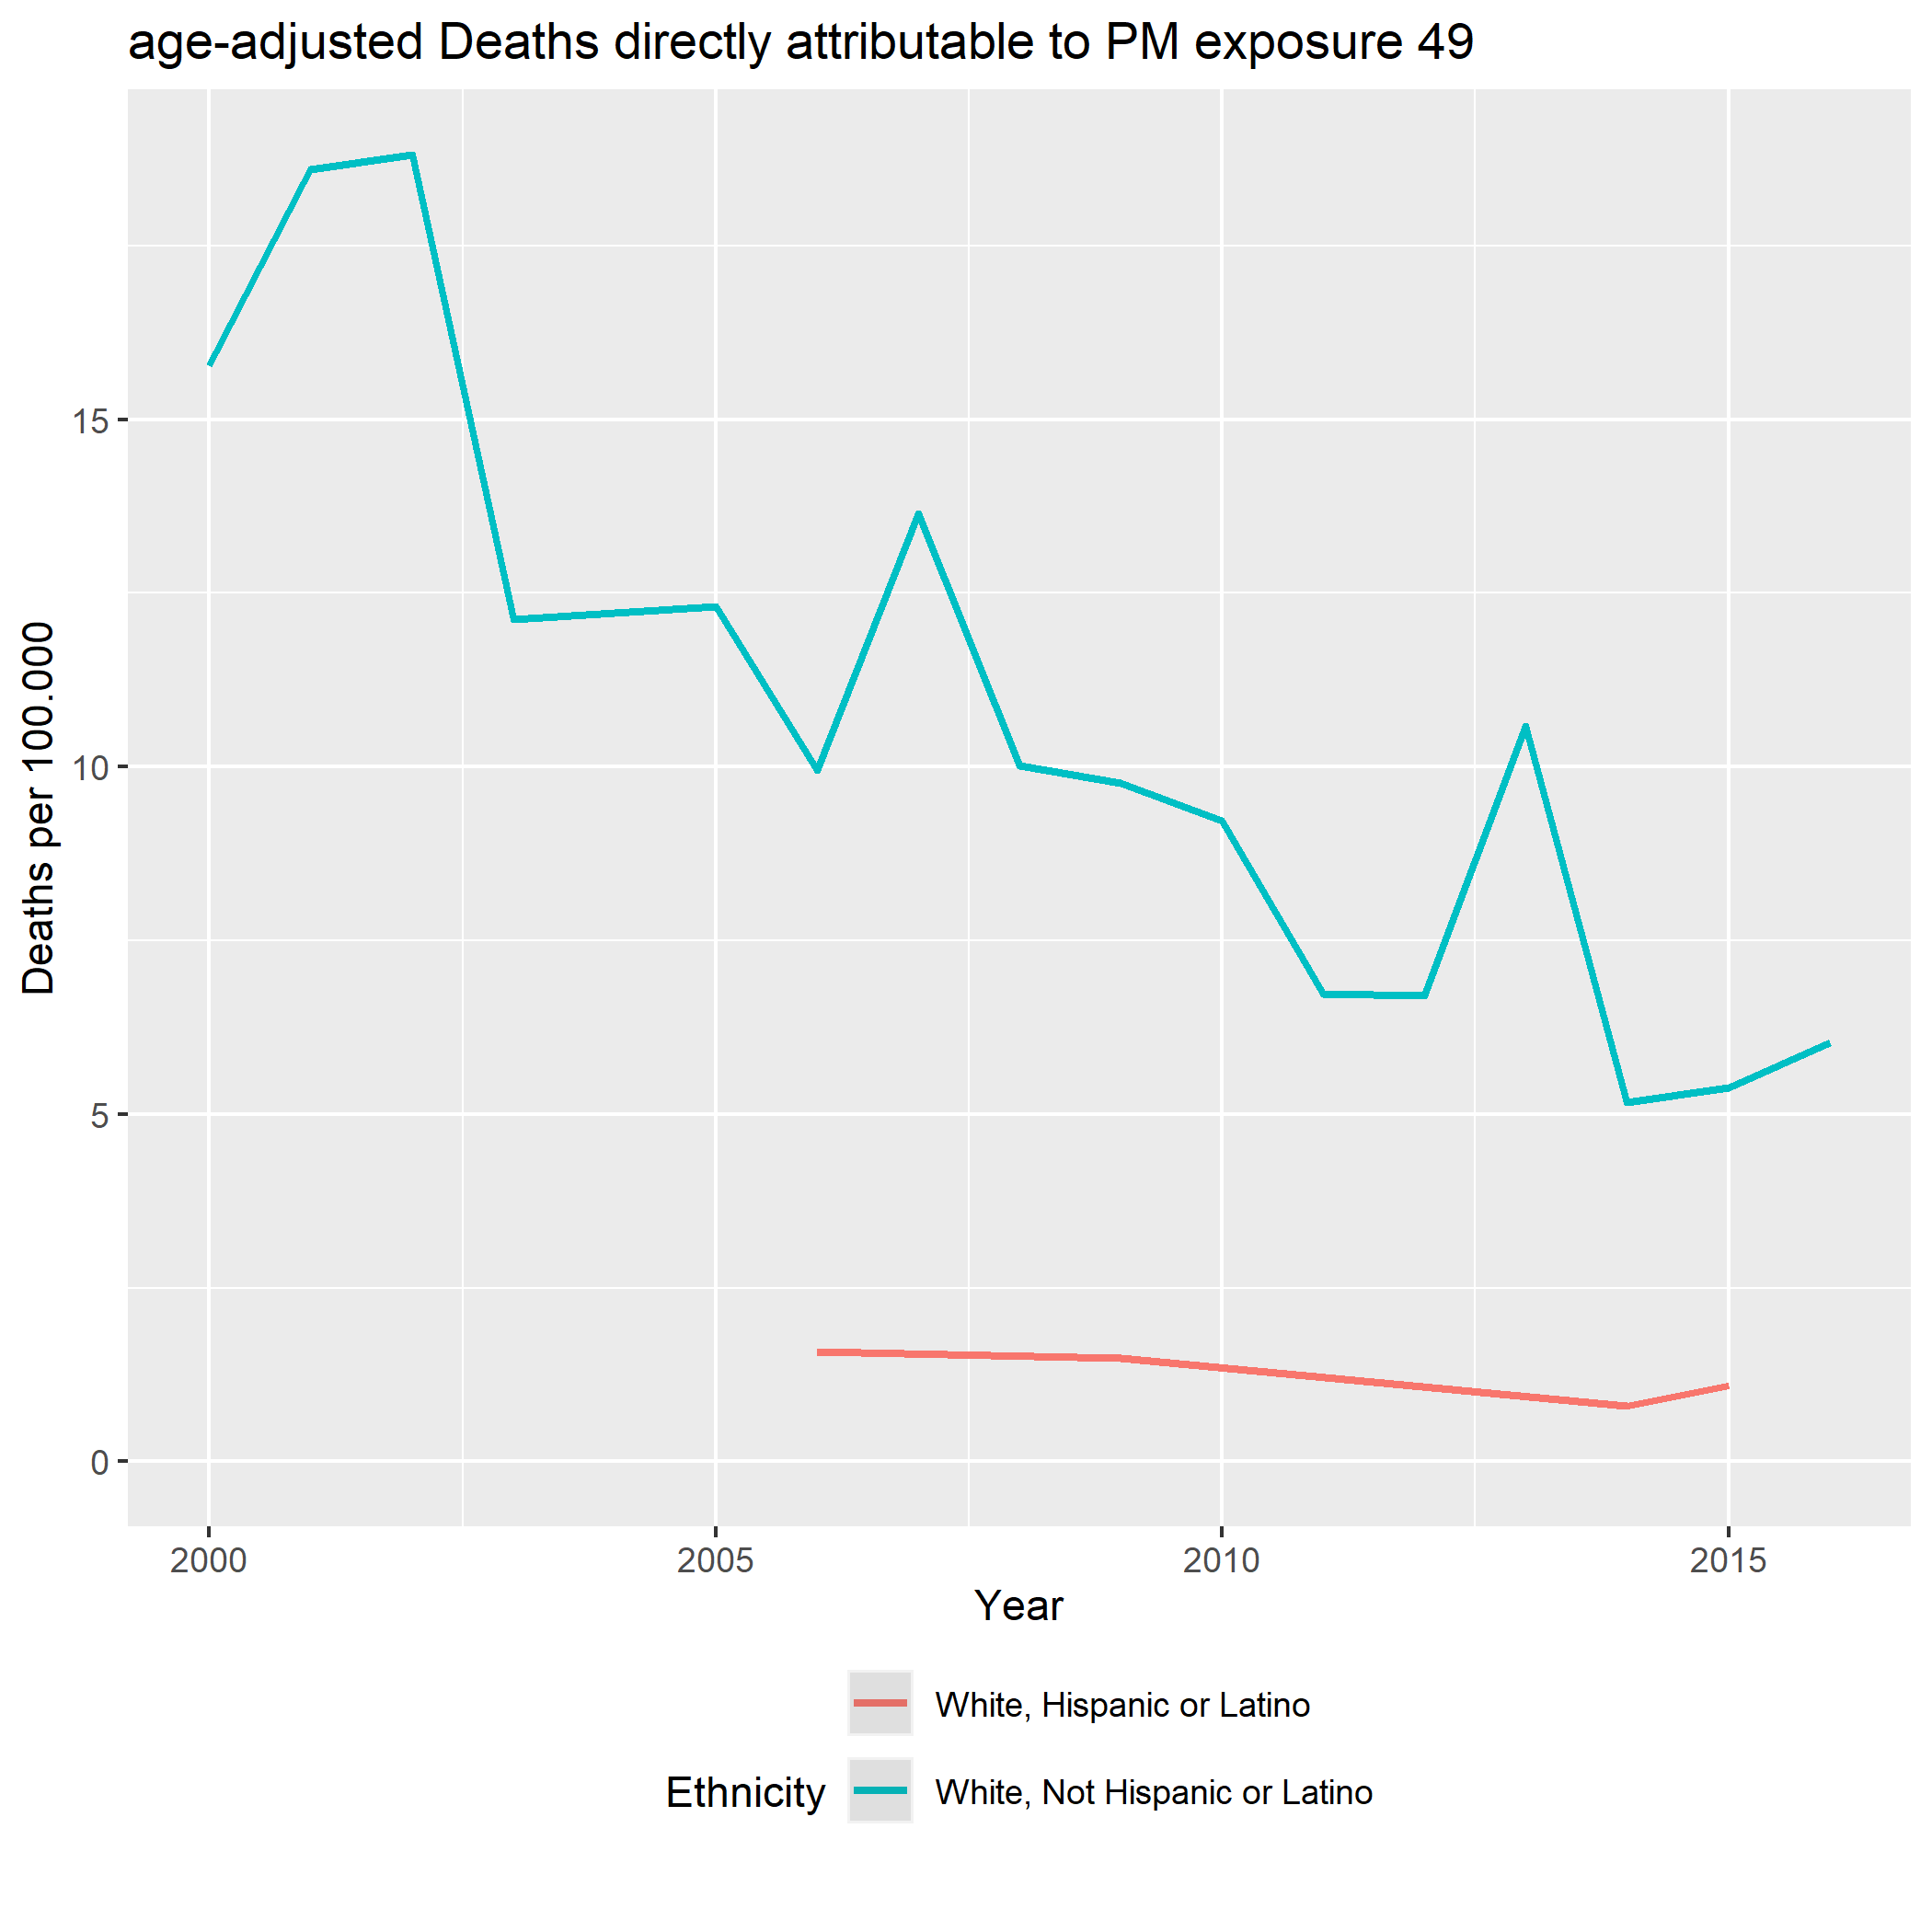 age-adjusted Deaths directly attributable to PM exposure 49
Deaths per 100.000
15
10
5
0
2000 2005 2010 2015
Year
Ethnicity
White, Hispanic or Latino
White, Not Hispanic or Latino